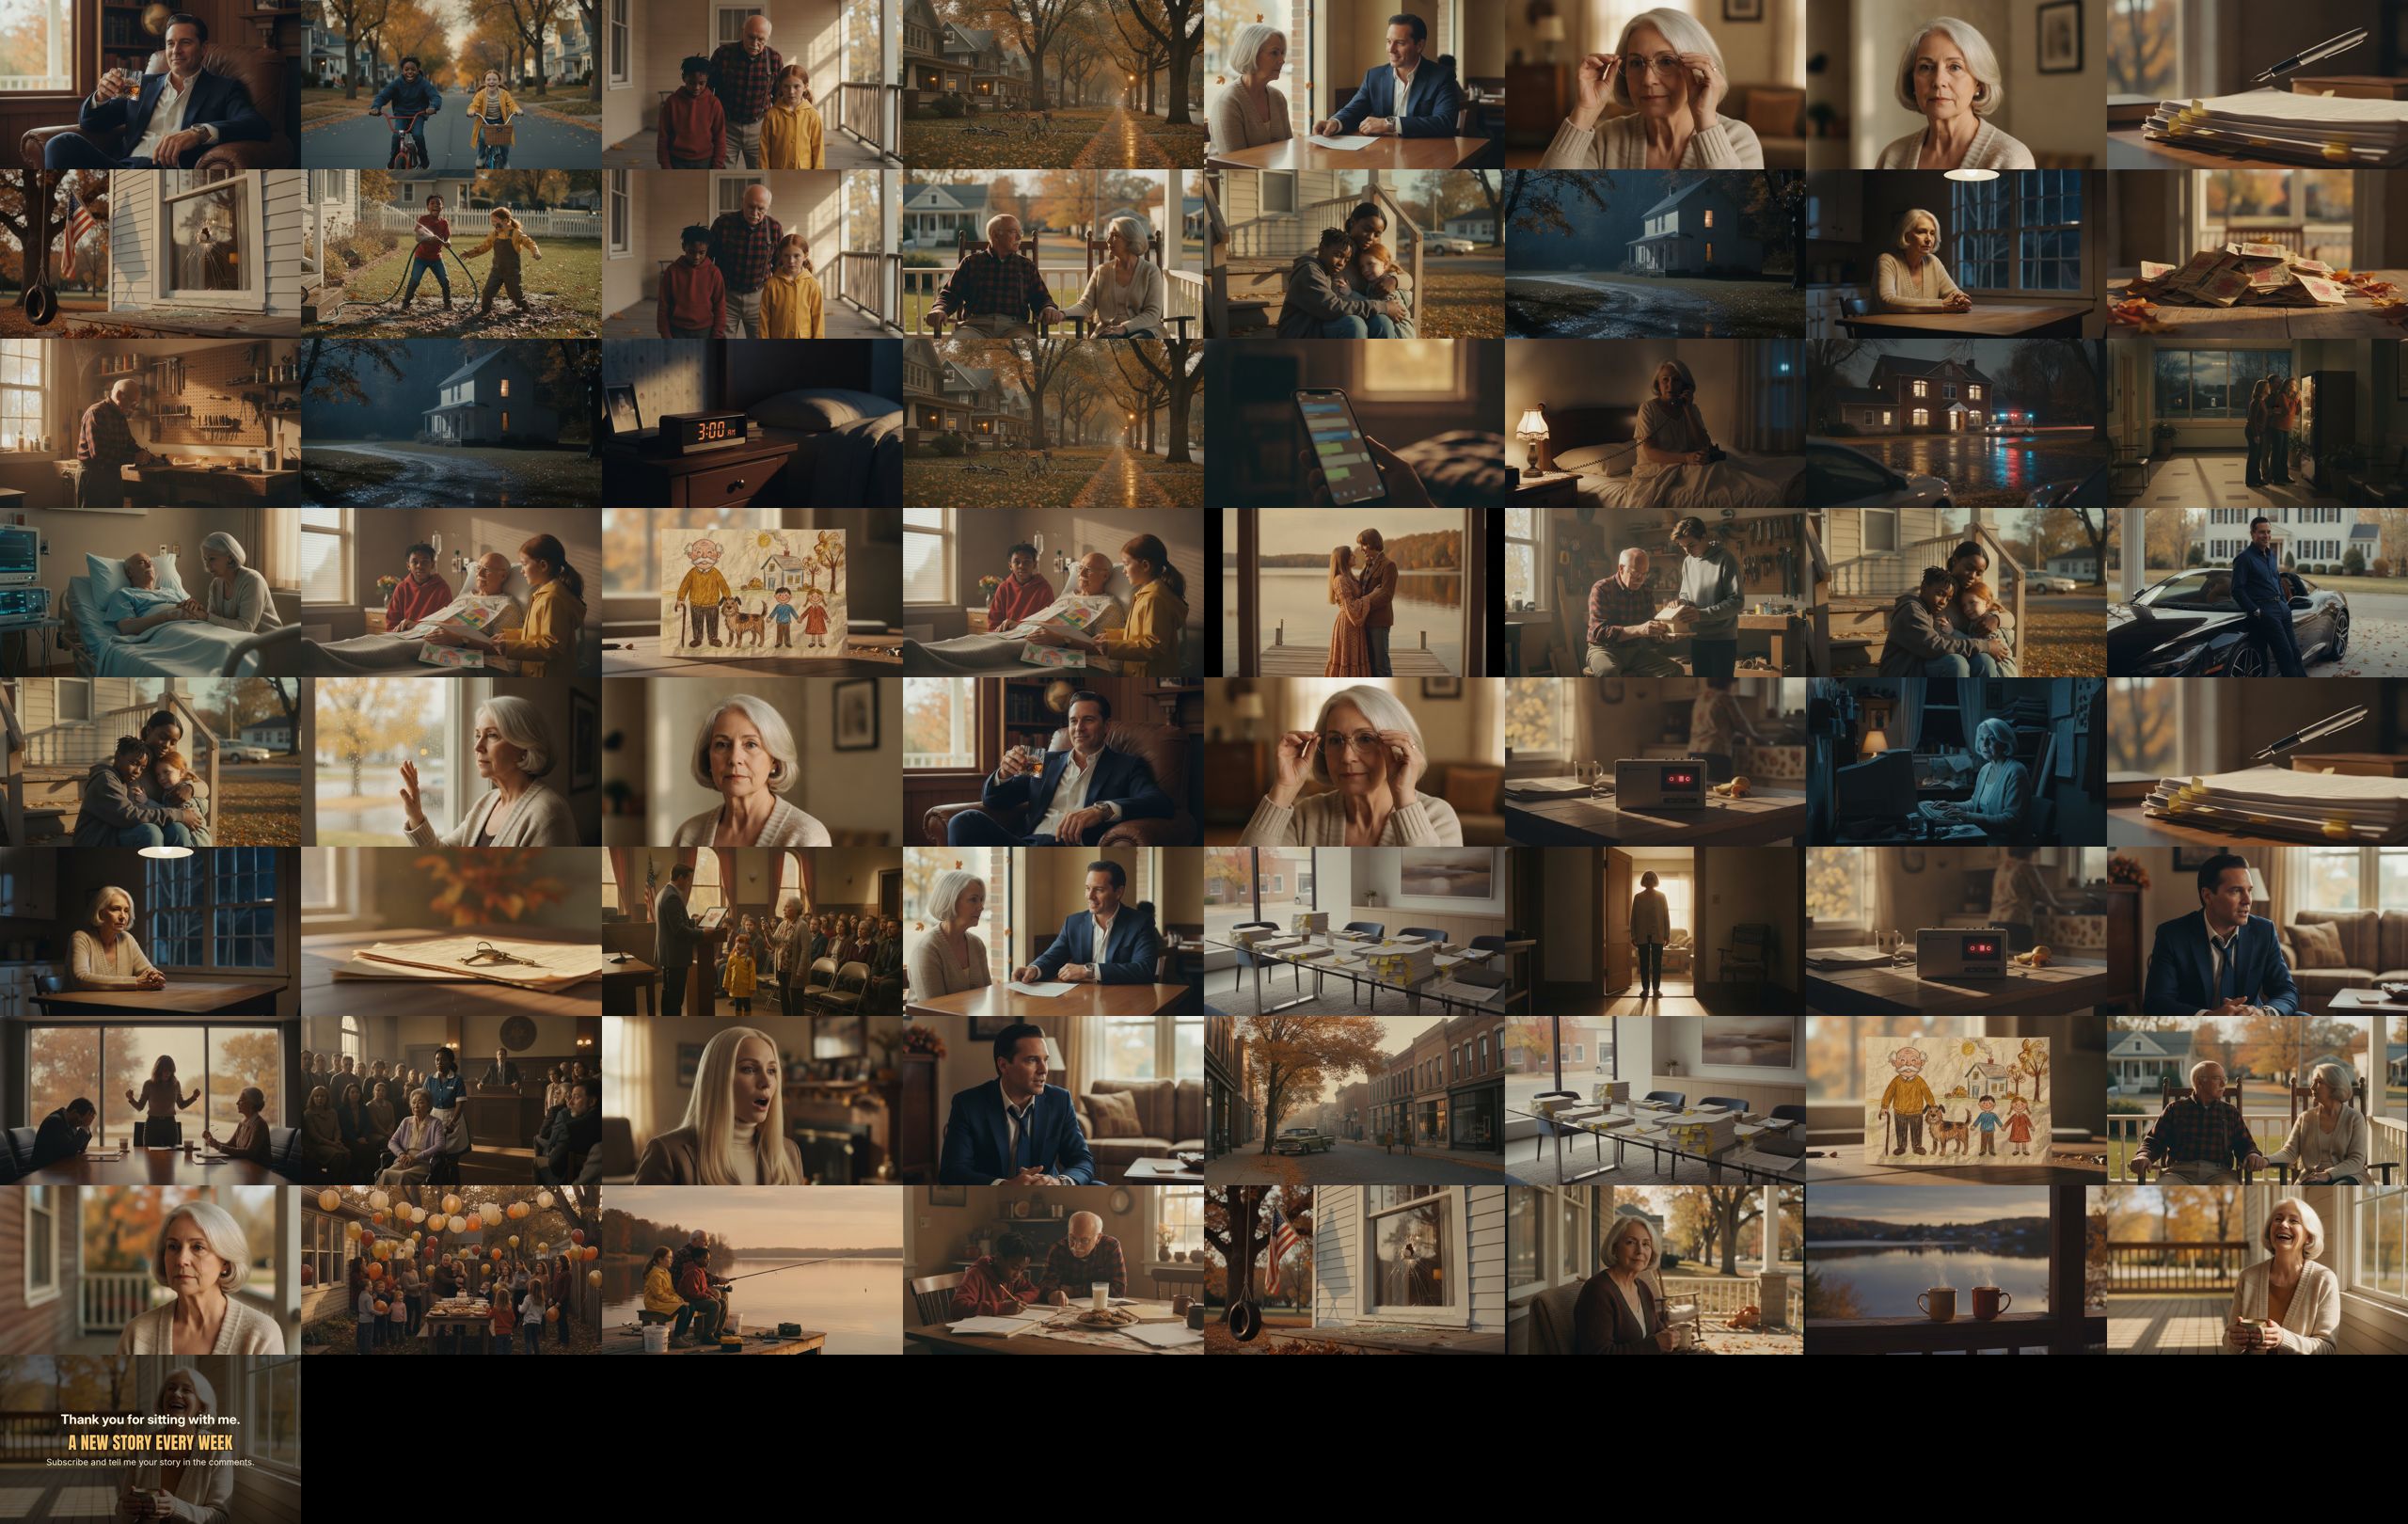 3:00 AM
Thank you for sitting with me.
A NEW STORY EVERY WEEK
Subscribe and tell me your story in the comments.